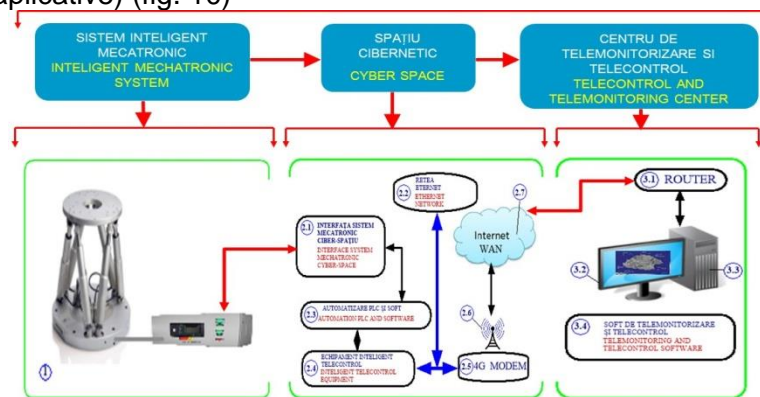 aplicative) (fig. 10)
SISTEM INTELIGENT
MECATRONIC
INTELIGENT MECHATRONIC
SYSTEM
SPAȚIU
CIBERNETIC
CYBER SPACE
CENTRU DE
TELEMONITORIZARE SI
TELECONTROL
TELECONTROL AND
TELEMONITORING CENTER
1
2.1
INTERFAȚA SISTEM
MECATRONIC
CIBER-SPAȚIU
INTERFACE SYSTEM
MECHATRONIC
CYBER-SPACE
2.2
RETEA
ETERNET
ETHERNET
NETWORK
2.3
AUTOMATIZARE PLC ȘI SOFT
AUTOMATION PLC AND SOFTWARE
2.4
ECHIPAMENT INTELIGENT
TELECONTROL
INTELIGENT TELECONTROL
EQUIPMENT
2.7
Internet
WAN
2.6
2.5 4G MODEM
3.1 ROUTER
3.2
3.3
3.4
SOFT DE TELEMONITORIZARE
ȘI TELECONTROL
TELEMONITORING AND
TELECONTROL SOFTWARE